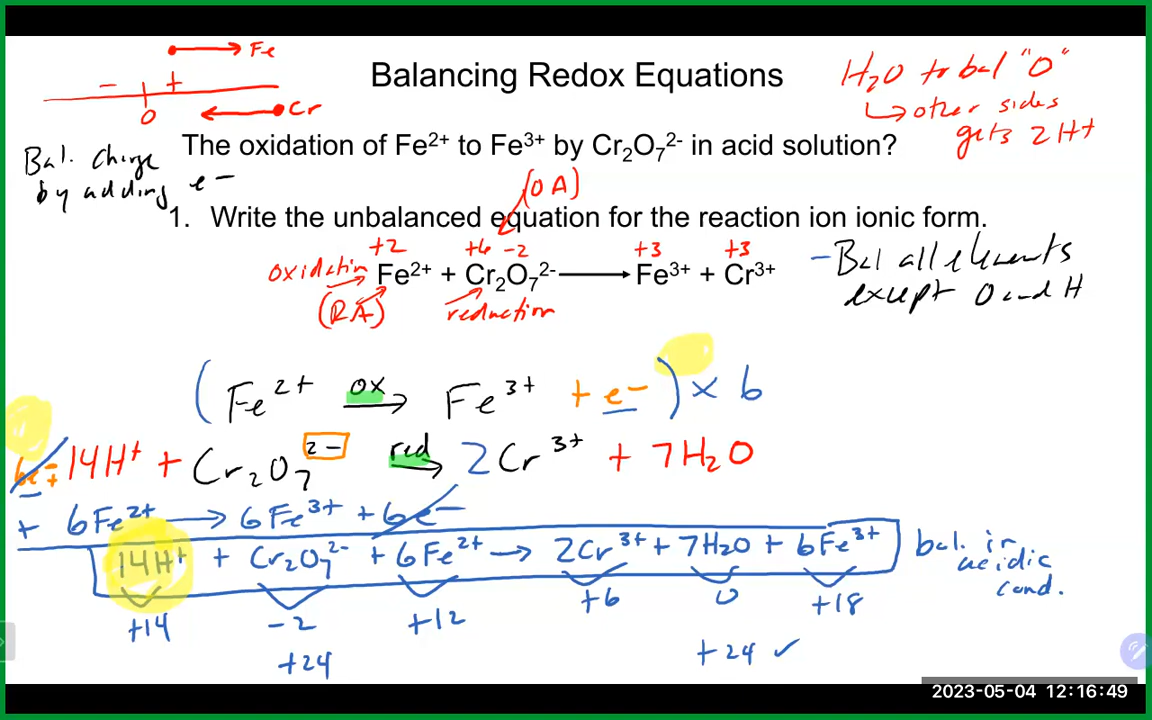 Fe
Balancing Redox Equations
H₂O to bal "O"
− +
0
Cr
↳ other sides
gets 2H+
Bal. charge
by adding e−
The oxidation of Fe²⁺ to Fe³⁺ by Cr₂O₇²⁻ in acid solution?
(OA)
1. Write the unbalanced equation for the reaction ion ionic form.
+2 +6 −2 +3 +3
oxidation Fe²⁺ + Cr₂O₇²⁻ → Fe³⁺ + Cr³⁺
(RA) reduction
− Bal all elements
except O and H
(Fe²⁺ ox→ Fe³⁺ + e−) × 6
6e− + 14H⁺ + Cr₂O₇²⁻ red→ 2Cr³⁺ + 7H₂O
+ 6Fe²⁺ → 6Fe³⁺ + 6e−
14H⁺ + Cr₂O₇²⁻ + 6Fe²⁺ → 2Cr³⁺ + 7H₂O + 6Fe³⁺
bal. in
acidic
cond.
+14 −2 +12 +6 0 +18
+24 +24 ✓
2023-05-04 12:16:49